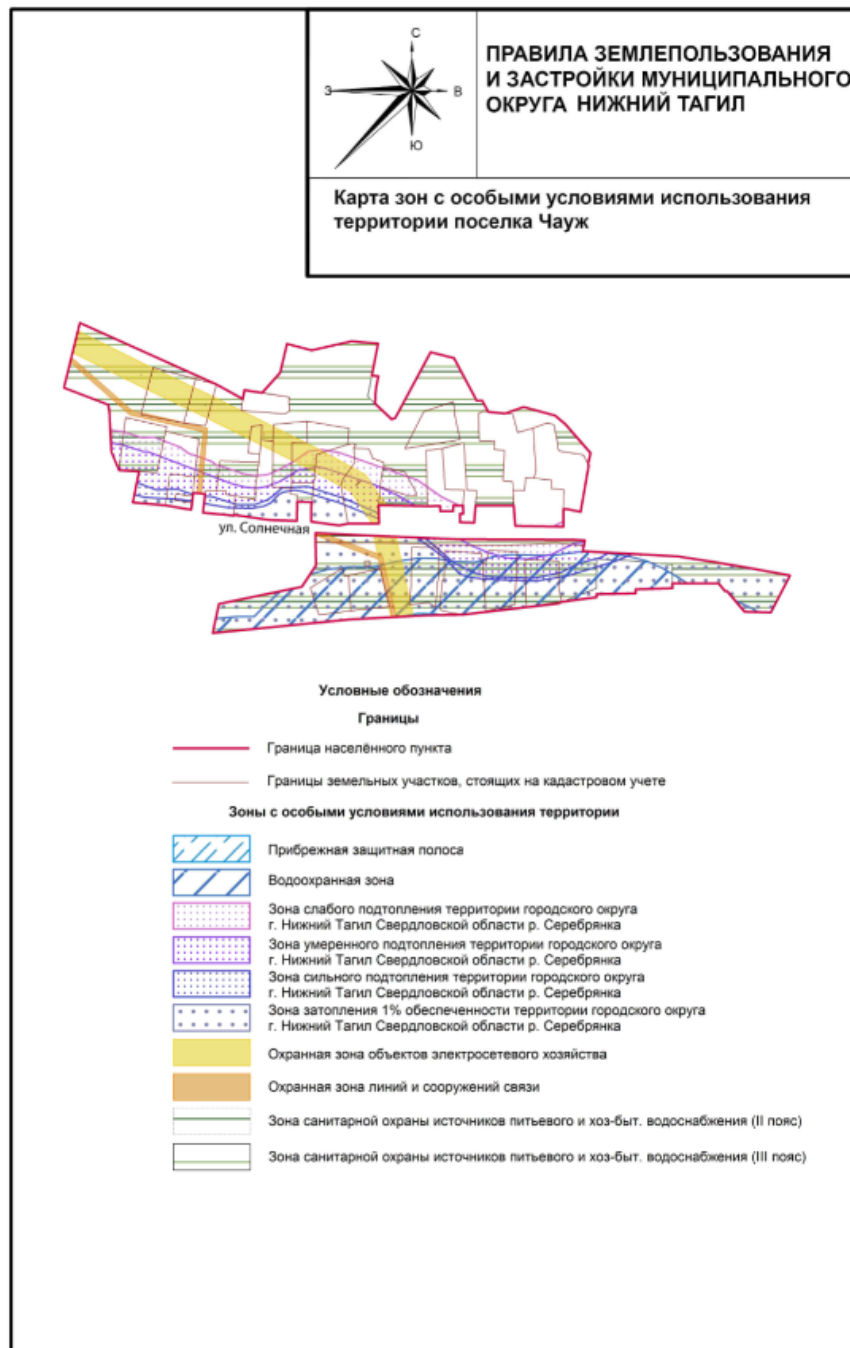 С
З
В
Ю
ПРАВИЛА ЗЕМЛЕПОЛЬЗОВАНИЯ
И ЗАСТРОЙКИ МУНИЦИПАЛЬНОГО
ОКРУГА НИЖНИЙ ТАГИЛ
Карта зон с особыми условиями использования
территории поселка Чауж
ул. Солнечная
Условные обозначения
Границы
Граница населённого пункта
Границы земельных участков, стоящих на кадастровом учете
Зоны с особыми условиями использования территории
Прибрежная защитная полоса
Водоохранная зона
Зона слабого подтопления территории городского округа
г. Нижний Тагил Свердловской области р. Серебрянка
Зона умеренного подтопления территории городского округа
г. Нижний Тагил Свердловской области р. Серебрянка
Зона сильного подтопления территории городского округа
г. Нижний Тагил Свердловской области р. Серебрянка
Зона затопления 1% обеспеченности территории городского округа
г. Нижний Тагил Свердловской области р. Серебрянка
Охранная зона объектов электросетевого хозяйства
Охранная зона линий и сооружений связи
Зона санитарной охраны источников питьевого и хоз-быт. водоснабжения (II пояс)
Зона санитарной охраны источников питьевого и хоз-быт. водоснабжения (III пояс)